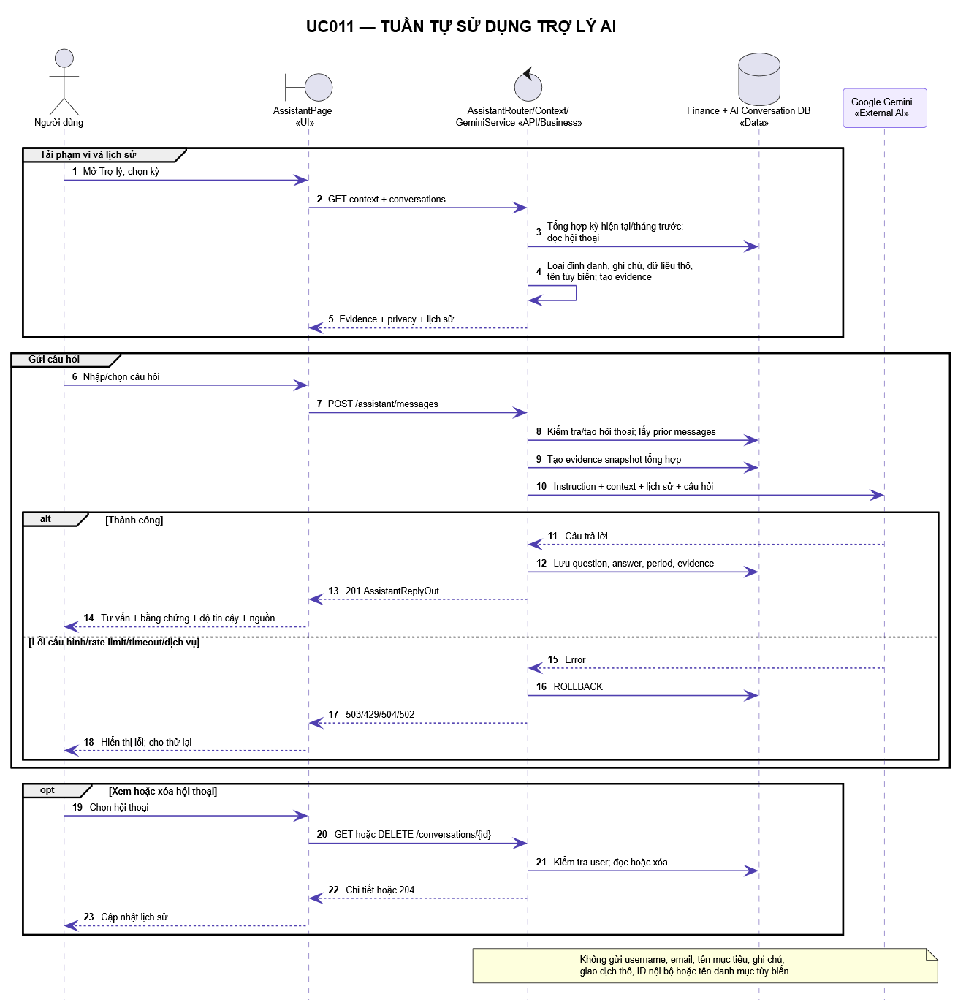 UC011 — TUẦN TỰ SỬ DỤNG TRỢ LÝ AI
Người dùng
AssistantPage
«UI»
AssistantRouter/Context/
GeminiService «API/Business»
Finance + AI Conversation DB
«Data»
Google Gemini
«External AI»
Tải phạm vi và lịch sử
1 Mở Trợ lý; chọn kỳ
2 GET context + conversations
3 Tổng hợp kỳ hiện tại/tháng trước;
đọc hội thoại
4 Loại định danh, ghi chú, dữ liệu thô,
tên tùy biến; tạo evidence
5 Evidence + privacy + lịch sử
Gửi câu hỏi
6 Nhập/chọn câu hỏi
7 POST /assistant/messages
8 Kiểm tra/tạo hội thoại; lấy prior messages
9 Tạo evidence snapshot tổng hợp
10 Instruction + context + lịch sử + câu hỏi
alt [Thành công]
11 Câu trả lời
12 Lưu question, answer, period, evidence
13 201 AssistantReplyOut
14 Tư vấn + bằng chứng + độ tin cậy + nguồn
[Lỗi cấu hình/rate limit/timeout/dịch vụ]
15 Error
16 ROLLBACK
17 503/429/504/502
18 Hiển thị lỗi; cho thử lại
opt [Xem hoặc xóa hội thoại]
19 Chọn hội thoại
20 GET hoặc DELETE /conversations/{id}
21 Kiểm tra user; đọc hoặc xóa
22 Chi tiết hoặc 204
23 Cập nhật lịch sử
Không gửi username, email, tên mục tiêu, ghi chú,
giao dịch thô, ID nội bộ hoặc tên danh mục tùy biến.